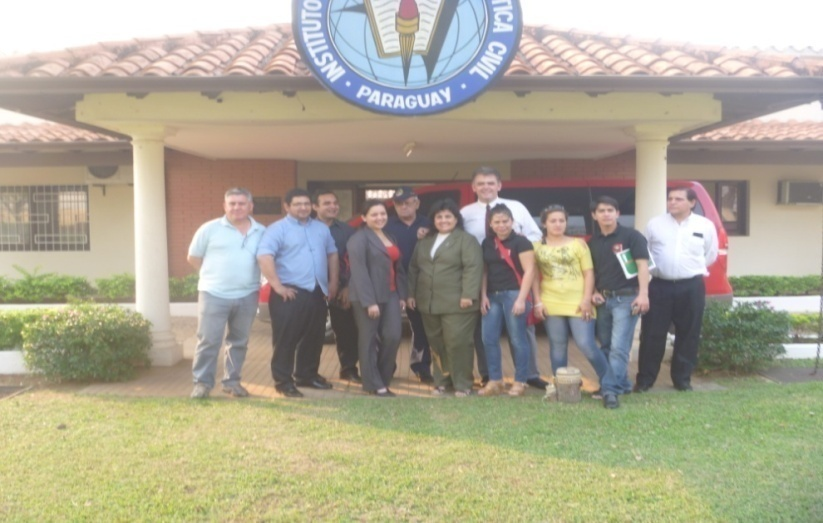 INSTITUTO
TICA CIVIL
· PARAGUAY ·